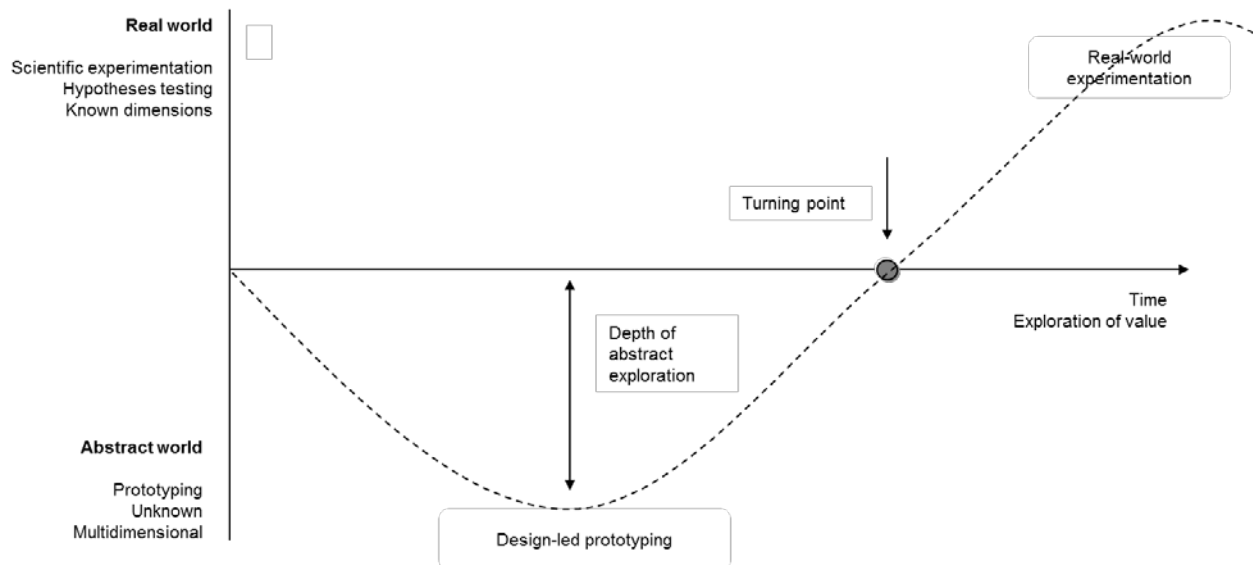 Real world
Scientific experimentation
Hypotheses testing
Known dimensions
Real-world
experimentation
Turning point
Time
Exploration of value
Depth of
abstract
exploration
Abstract world
Prototyping
Unknown
Multidimensional
Design-led prototyping